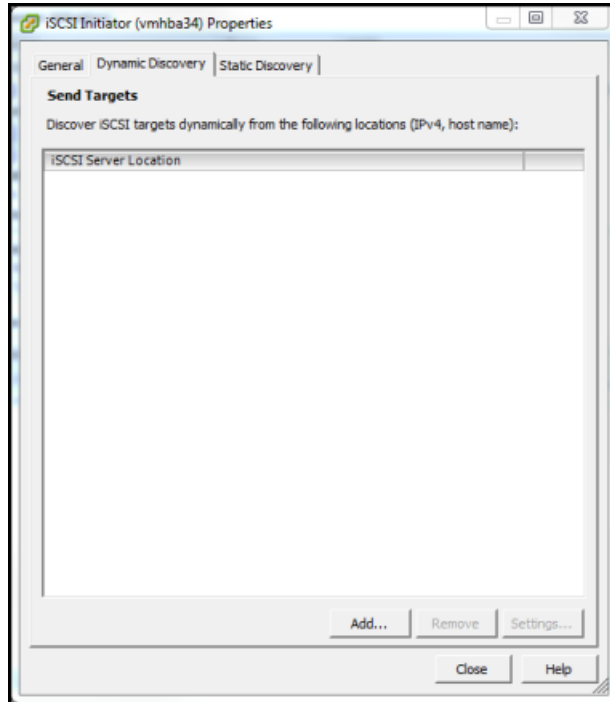 iSCSI Initiator (vmhba34) Properties
General Dynamic Discovery Static Discovery
Send Targets
Discover iSCSI targets dynamically from the following locations (IPv4, host name):
iSCSI Server Location
Add... Remove Settings...
Close Help